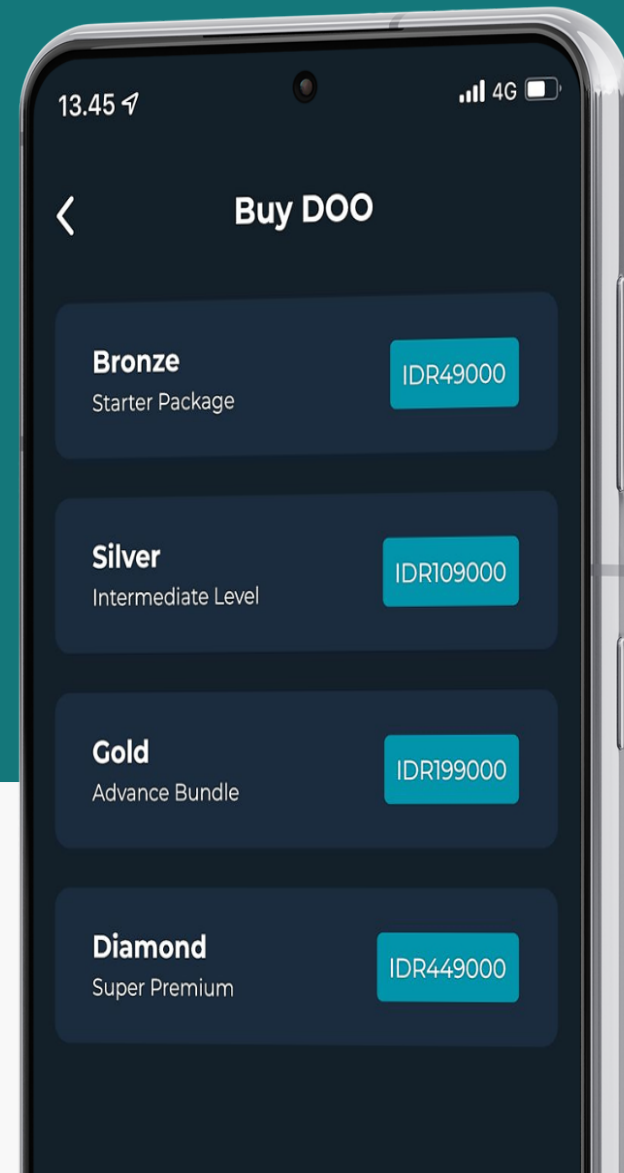 13.45
4G
Buy DOO
Bronze
Starter Package
IDR49000
Silver
Intermediate Level
IDR109000
Gold
Advance Bundle
IDR199000
Diamond
Super Premium
IDR449000